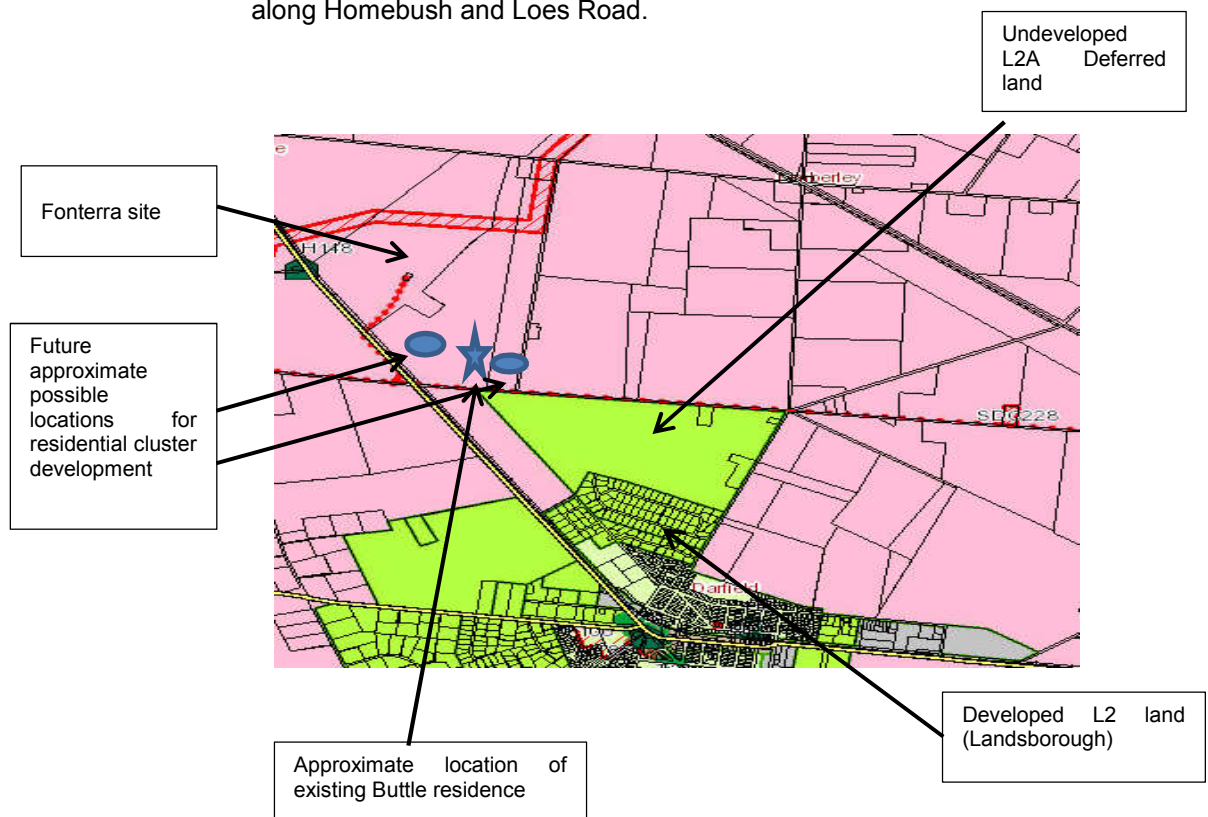 along Homebush and Loes Road.
Undeveloped
L2A Deferred
land
Fonterra site
H148
SDC228
Future
approximate
possible
locations for
residential cluster
development
Darfield
Developed L2 land
(Landsborough)
Approximate location of
existing Buttle residence